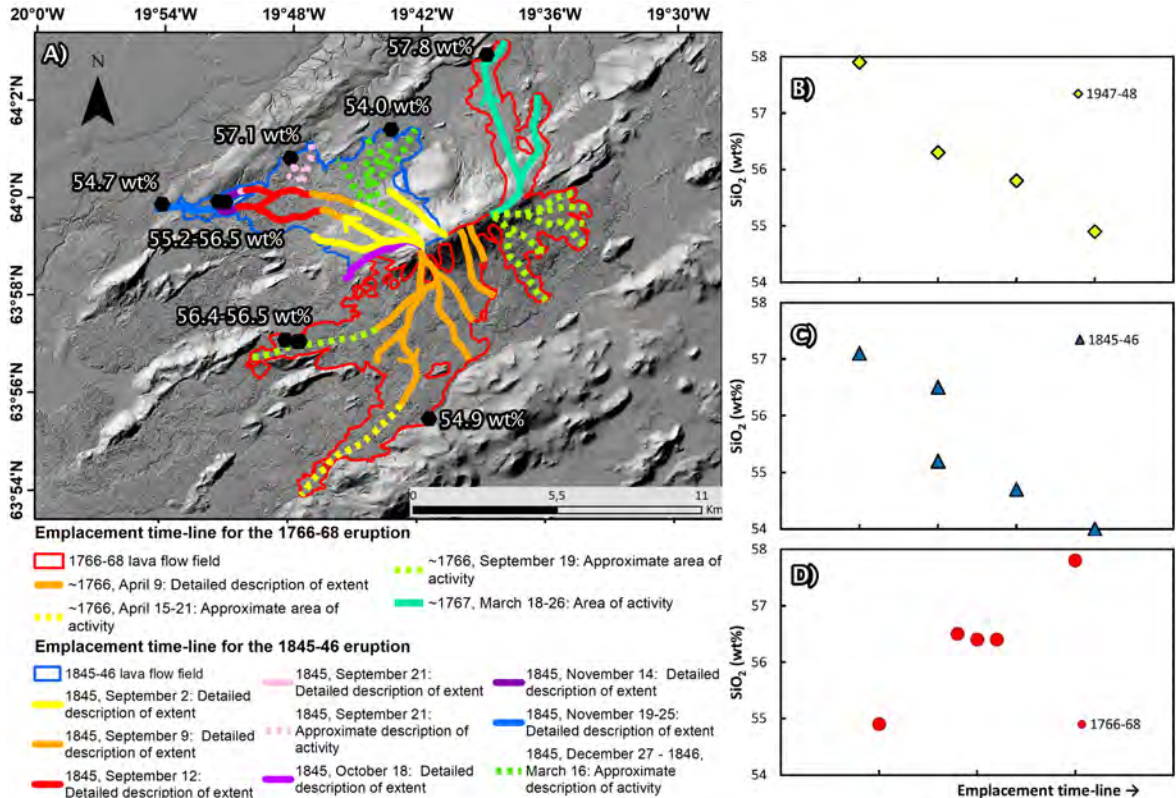 20°0'W 19°54'W 19°48'W 19°42'W 19°36'W 19°30'W
A)
N
64°2'N
64°0'N
63°58'N
63°56'N
63°54'N
57.8 wt%
54.0 wt%
57.1 wt%
54.7 wt%
55.2-56.5 wt%
56.4-56.5 wt%
54.9 wt%
0 5,5 11
Km
Emplacement time-line for the 1766-68 eruption
1766-68 lava flow field
~1766, April 9: Detailed description of extent
~1766, April 15-21: Approximate area of
activity
~1766, September 19: Approximate area of
activity
~1767, March 18-26: Area of activity
Emplacement time-line for the 1845-46 eruption
1845-46 lava flow field
1845, September 2: Detailed
description of extent
1845, September 9: Detailed
description of extent
1845, September 12:
Detailed description of extent
1845, September 21:
Detailed description of extent
1845, September 21:
Approximate description of
activity
1845, October 18: Detailed
description of extent
1845, November 14: Detailed
description of extent
1845, November 19-25:
Detailed description of extent
1845, December 27 - 1846,
March 16: Approximate
description of activity
B)
SiO₂ (wt%)
58
57
56
55
54
1947-48
C)
SiO₂ (wt%)
57
56
55
54
1845-46
D)
SiO₂ (wt%)
58
57
56
55
54
1766-68
Emplacement time-line →